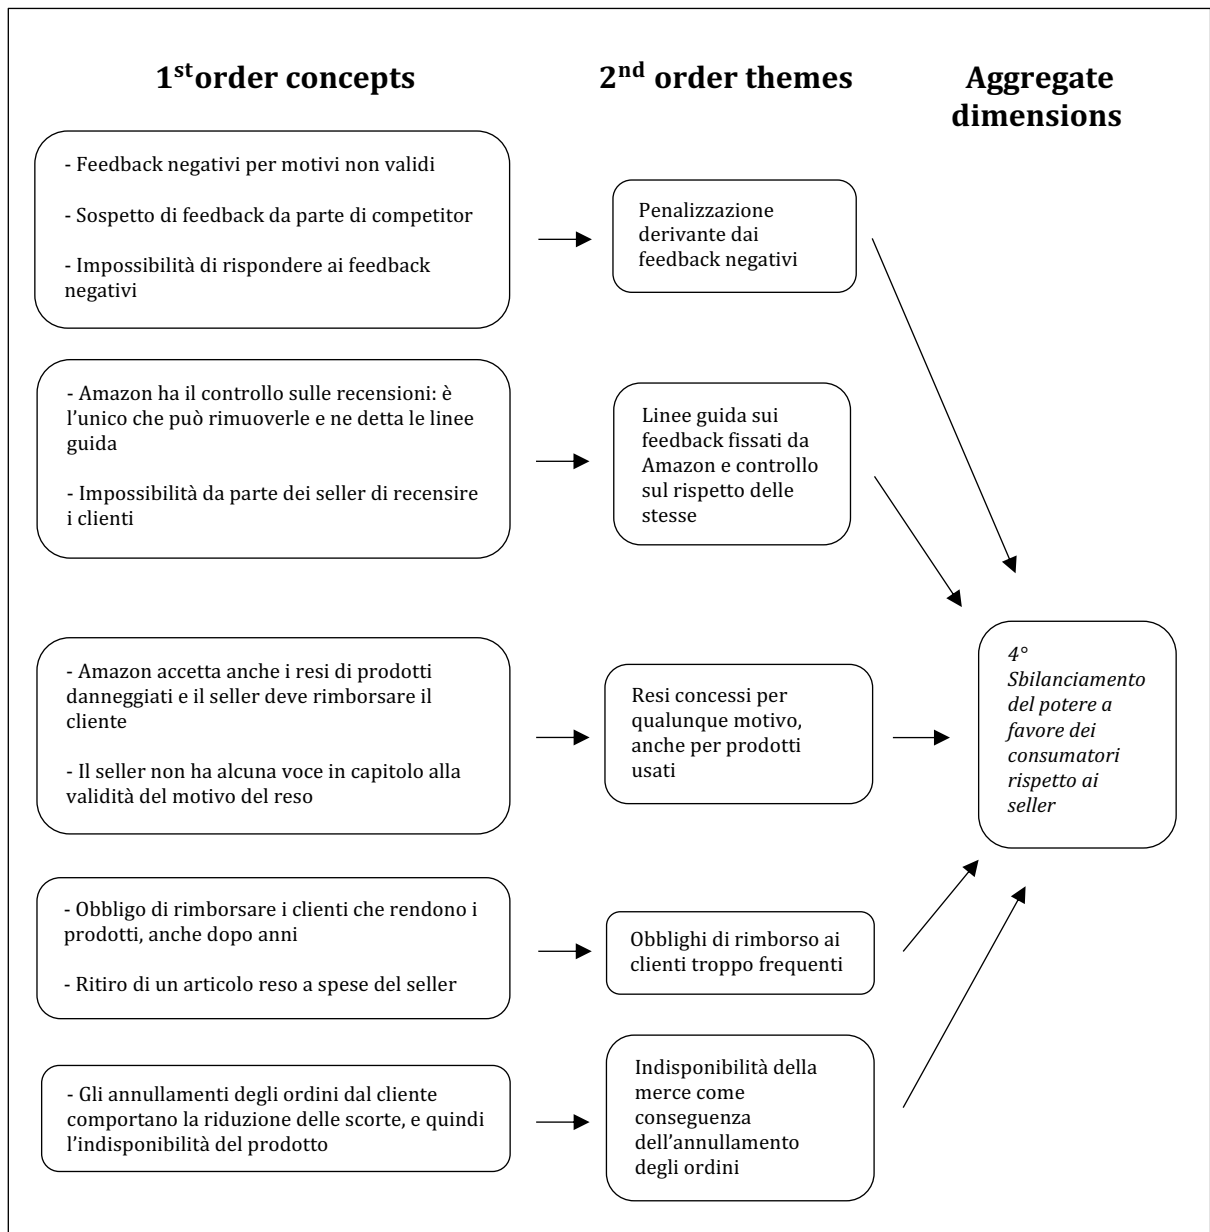 1st order concepts
2nd order themes
Aggregate
dimensions
- Feedback negativi per motivi non validi
- Sospetto di feedback da parte di competitor
- Impossibilità di rispondere ai feedback
negativi
Penalizzazione
derivante dai
feedback negativi
- Amazon ha il controllo sulle recensioni: è
l’unico che può rimuoverle e ne detta le linee
guida
- Impossibilità da parte dei seller di recensire
i clienti
Linee guida sui
feedback fissati da
Amazon e controllo
sul rispetto delle
stesse
- Amazon accetta anche i resi di prodotti
danneggiati e il seller deve rimborsare il
cliente
- Il seller non ha alcuna voce in capitolo alla
validità del motivo del reso
Resi concessi per
qualunque motivo,
anche per prodotti
usati
4°
Sbilanciamento
del potere a
favore dei
consumatori
rispetto ai
seller
- Obbligo di rimborsare i clienti che rendono i
prodotti, anche dopo anni
- Ritiro di un articolo reso a spese del seller
Obblighi di rimborso ai
clienti troppo frequenti
- Gli annullamenti degli ordini dal cliente
comportano la riduzione delle scorte, e quindi
l’indisponibilità del prodotto
Indisponibilità della
merce come
conseguenza
dell’annullamento
degli ordini